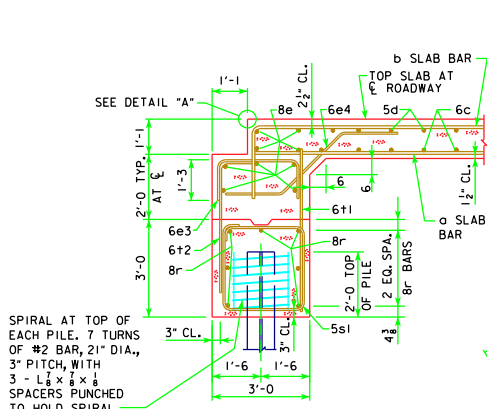 b SLAB BAR
TOP SLAB AT
℄ ROADWAY
1'-1
2½" CL.
SEE DETAIL "A"
8e
6e4
5d
6c
1'-1
2'-0 TYP.
AT ℄
1'-3
6
6
1½" CL.
6t1
a SLAB
BAR
6e3
6t2
8r
8r
3'-0
2'-0 TOP
OF PILE
2 EQ. SPA.
8r BARS
4⅜
5s1
3" CL.
3" CL.
1'-6
1'-6
3'-0
SPIRAL AT TOP OF
EACH PILE. 7 TURNS
OF #2 BAR, 21" DIA.,
3" PITCH, WITH
3 - L⅞ x ⅞ x ⅛
SPACERS PUNCHED
TO HOLD SPIRAL